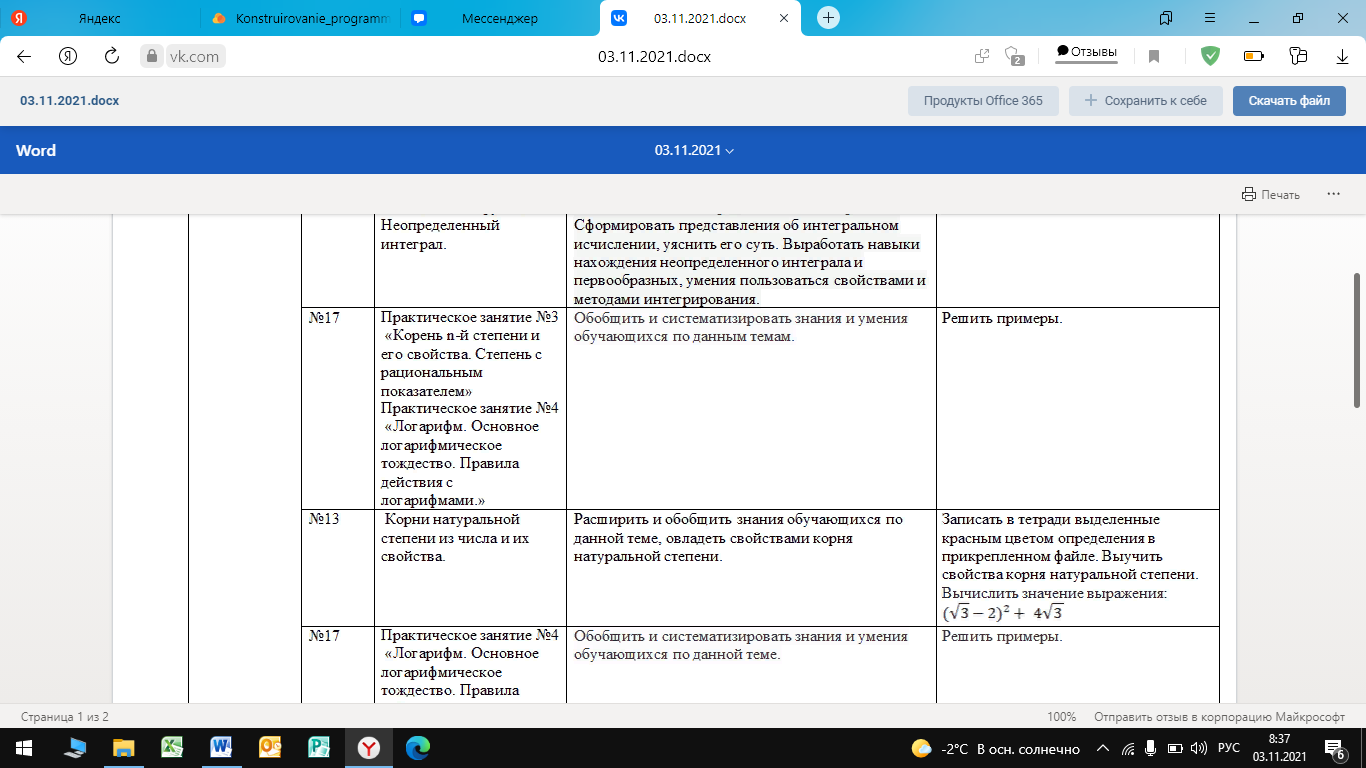 Яндекс
Konstruirovanie_programm
Мессенджер
03.11.2021.docx
vk.com
03.11.2021.docx
2
Отзывы
03.11.2021.docx
Продукты Office 365
Сохранить к себе
Скачать файл
Word
03.11.2021
Печать
Неопределенный
интеграл.
Сформировать представления об интегральном
исчислении, уяснить его суть. Выработать навыки
нахождения неопределенного интеграла и
первообразных, умения пользоваться свойствами и
методами интегрирования.
№17
Практическое занятие №3
«Корень n-й степени и
его свойства. Степень с
рациональным
показателем»
Практическое занятие №4
«Логарифм. Основное
логарифмическое
тождество. Правила
действия с
логарифмами.»
Обобщить и систематизировать знания и умения
обучающихся по данным темам.
Решить примеры.
№13
Корни натуральной
степени из числа и их
свойства.
Расширить и обобщить знания обучающихся по
данной теме, овладеть свойствами корня
натуральной степени.
Записать в тетради выделенные
красным цветом определения в
прикрепленном файле. Выучить
свойства корня натуральной степени.
Вычислить значение выражения:
(√3 − 2)² + 4√3
№17
Практическое занятие №4
«Логарифм. Основное
логарифмическое
тождество. Правила
Обобщить и систематизировать знания и умения
обучающихся по данной теме.
Решить примеры.
Страница 1 из 2
100%
Отправить отзыв в корпорацию Майкрософт
-2°C В осн. солнечно
РУС
8:37
03.11.2021
6